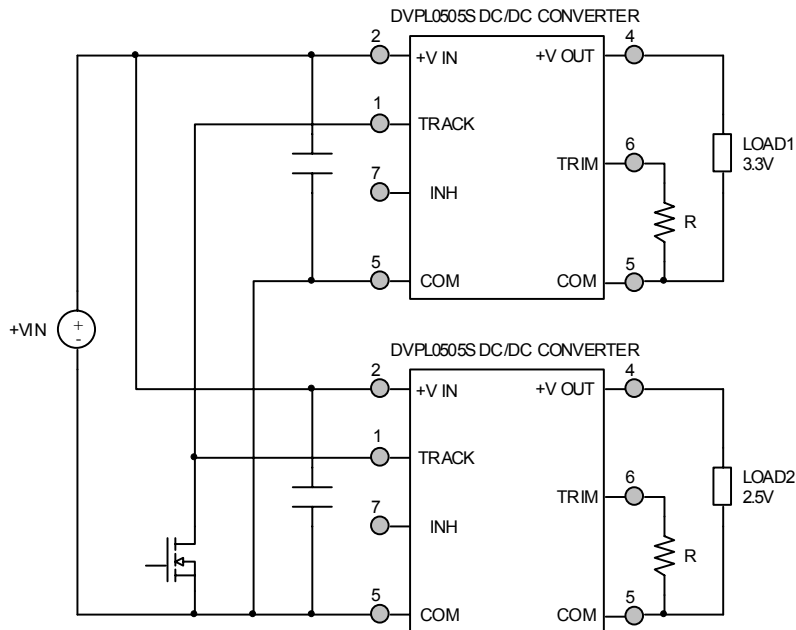 DVPL0505S DC/DC CONVERTER
2
4
+V IN
+V OUT
1
TRACK
6
LOAD1
3.3V
TRIM
7
INH
R
5
5
COM
COM
+VIN
+
-
DVPL0505S DC/DC CONVERTER
2
4
+V IN
+V OUT
1
TRACK
6
LOAD2
2.5V
TRIM
7
INH
R
5
5
COM
COM